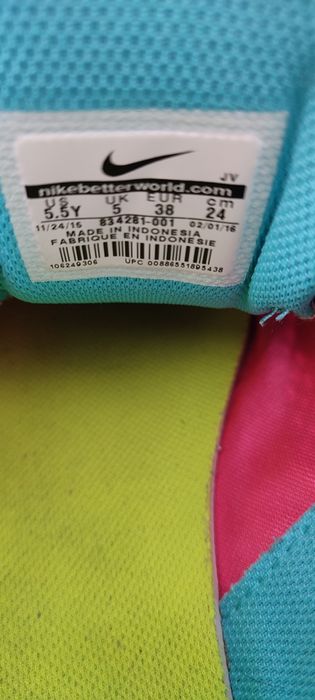 JV
nikebetterworld.com
US UK EUR cm
5.5Y 5 38 24
11/24/15 834281-001 02/01/16
MADE IN INDONESIA
FABRIQUE EN INDONESIE
106249306 UPC 00886551895438